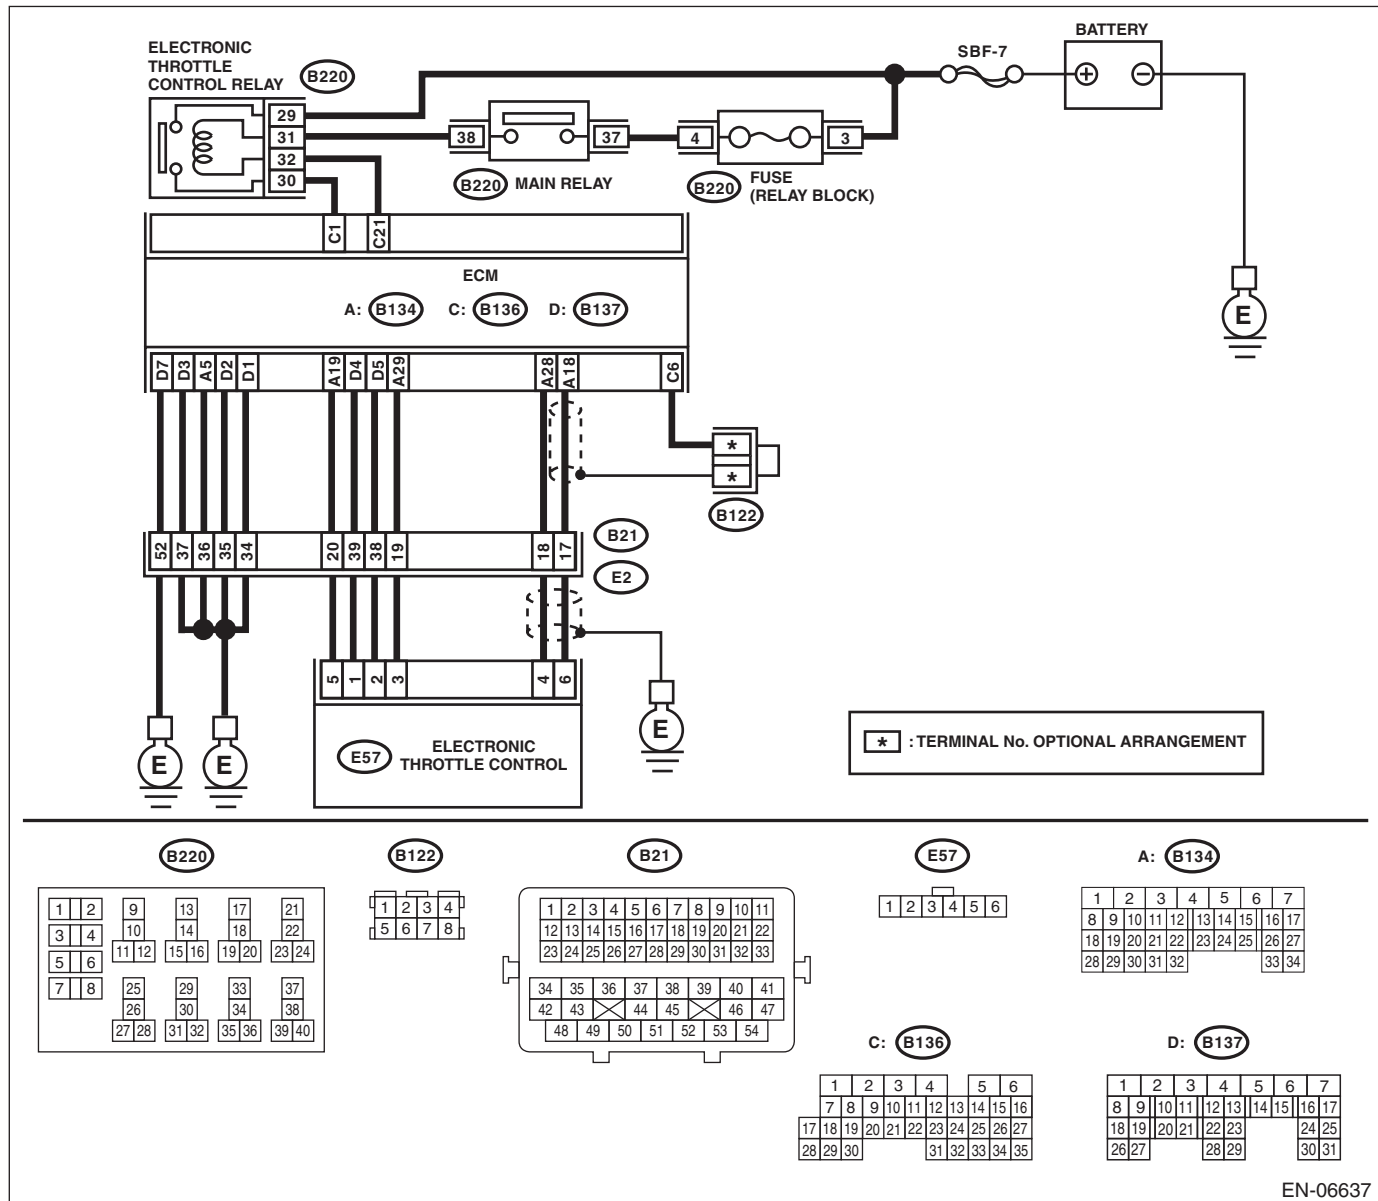 BATTERY
SBF-7
ELECTRONIC
THROTTLE
CONTROL RELAY
B220
29
31
32
30
38
37
4
3
B220 MAIN RELAY
B220
FUSE
(RELAY BLOCK)
C1 C21
ECM
A: B134 C: B136 D: B137
E
D7 D3 A5 D2 D1 A19 D4 D5 A29 A28 A18 C6
*
*
B122
52 37 36 35 34 20 39 38 19 18 17
B21
E2
5 1 2 3 4 6
E E
E
E57
ELECTRONIC
THROTTLE CONTROL
* : TERMINAL No. OPTIONAL ARRANGEMENT
B220
1 2 9 13 17 21
3 4 10 14 18 22
11 12 15 16 19 20 23 24
5 6
7 8 25 29 33 37
26 30 34 38
27 28 31 32 35 36 39 40
B122
1 2 3 4
5 6 7 8
B21
1 2 3 4 5 6 7 8 9 10 11
12 13 14 15 16 17 18 19 20 21 22
23 24 25 26 27 28 29 30 31 32 33
34 35 36 37 38 39 40 41
42 43 44 45 46 47
48 49 50 51 52 53 54
E57
1 2 3 4 5 6
A: B134
1 2 3 4 5 6 7
8 9 10 11 12 13 14 15 16 17
18 19 20 21 22 23 24 25 26 27
28 29 30 31 32 33 34
C: B136
1 2 3 4 5 6
7 8 9 10 11 12 13 14 15 16
17 18 19 20 21 22 23 24 25 26 27
28 29 30 31 32 33 34 35
D: B137
1 2 3 4 5 6 7
8 9 10 11 12 13 14 15 16 17
18 19 20 21 22 23 24 25
26 27 28 29 30 31
EN-06637